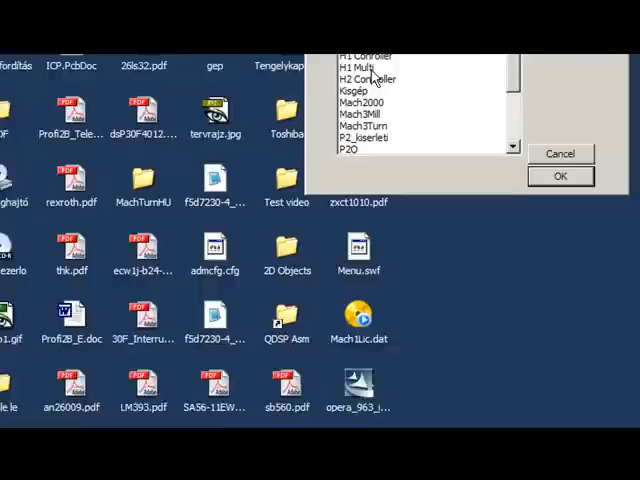 H1 Conroller
H1 Multi
H2 Controller
Kisgép
Mach2000
Mach3Mill
Mach3Turn
P2_kiserleti
P2Q
Cancel
OK
fordítás
ICP.PcbDoc
26ls32.pdf
gep
Tengelykap
Profi2B_Tele...
dsP30F4012...
tervrajz.jpg
Toshiba
hajtó
rexroth.pdf
MachTurnHU
f5d7230-4_...
Test video
zxct1010.pdf
ezerlo
thk.pdf
ecw1j-b24-...
admcfg.cfg
2D Objects
Menu.swf
o1.gif
Profi2B_E.doc
30F_Interru...
f5d7230-4_...
QDSP Asm
Mach1Lic.dat
le le
an26009.pdf
LM393.pdf
SA56-11EW...
sb560.pdf
opera_963_i...